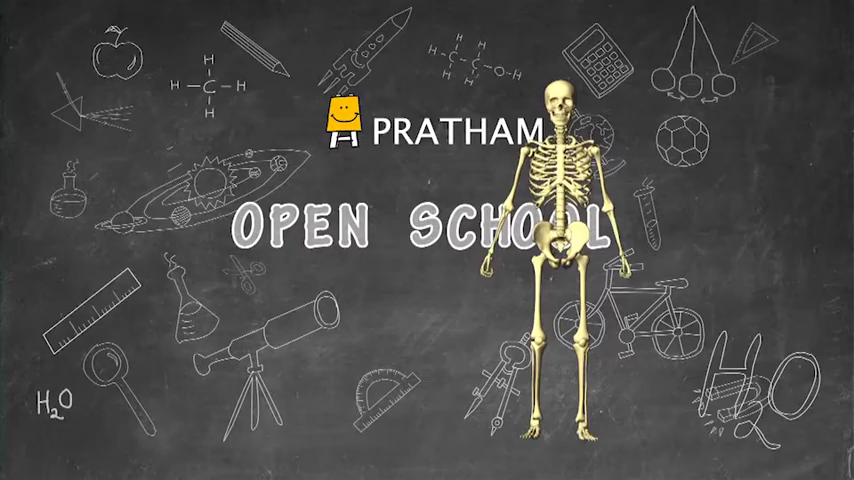 PRATHAM
OPEN SCHOOL
H
H C H
H
H H
H C C O H
H H
H₂O
H₂O